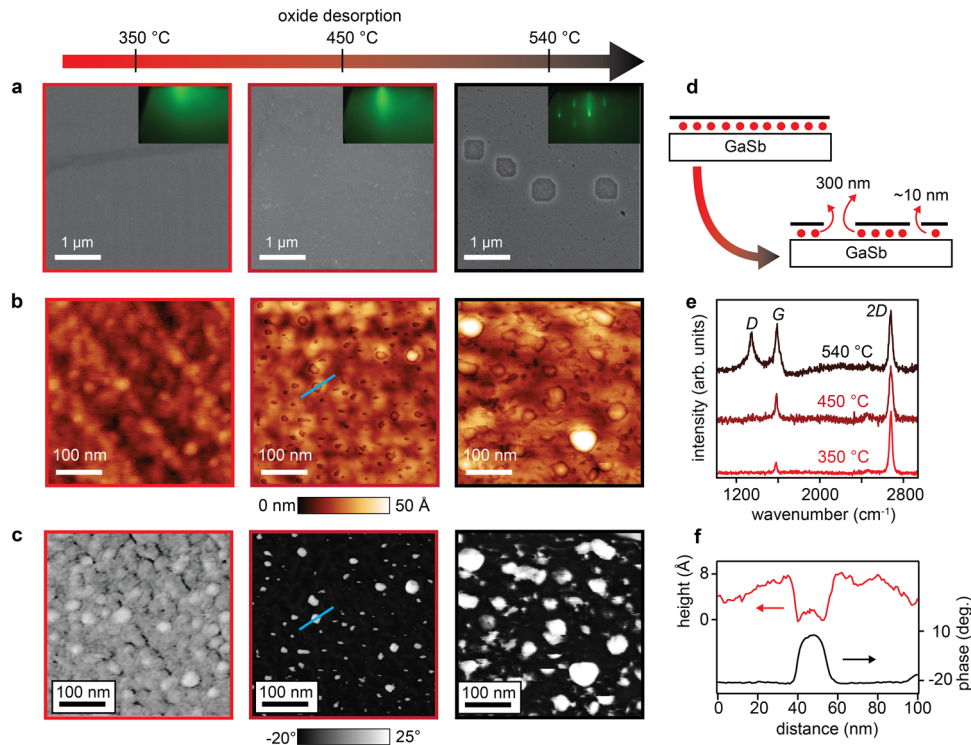 oxide desorption
350 °C
450 °C
540 °C
a
1 µm
1 µm
1 µm
d
GaSb
300 nm
~10 nm
GaSb
b
100 nm
100 nm
100 nm
0 nm
50 Å
c
100 nm
100 nm
100 nm
-20°
25°
e
D
G
2D
540 °C
450 °C
350 °C
intensity (arb. units)
1200
2000
2800
wavenumber (cm⁻¹)
f
8
0
height (Å)
10
-20
phase (deg.)
0
20
40
60
80
100
distance (nm)